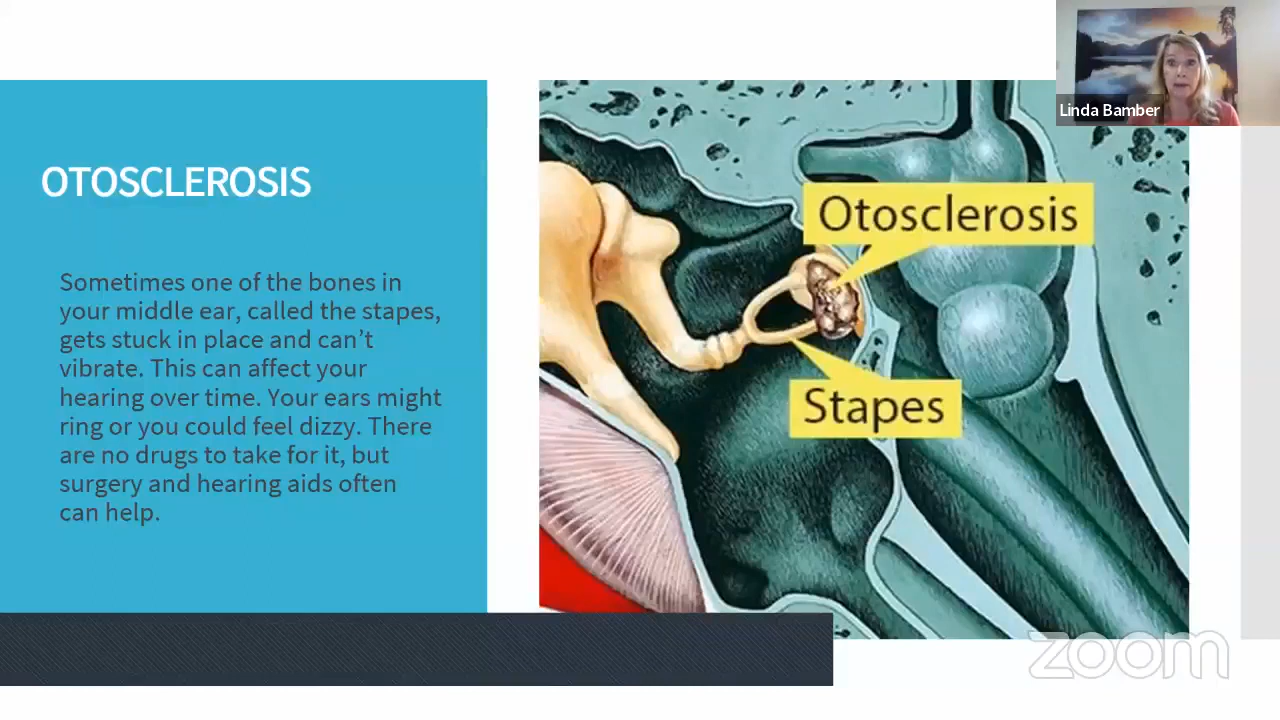 Linda Bamber
OTOSCLEROSIS
Sometimes one of the bones in
your middle ear, called the stapes,
gets stuck in place and can’t
vibrate. This can affect your
hearing over time. Your ears might
ring or you could feel dizzy. There
are no drugs to take for it, but
surgery and hearing aids often
can help.
Otosclerosis
Stapes
zoom